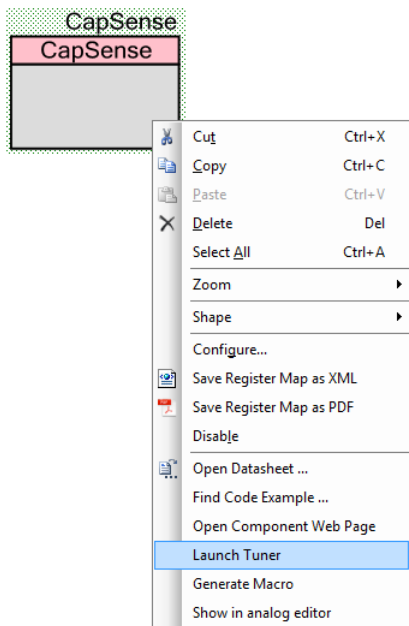 CapSense
CapSense
Cut Ctrl+X
Copy Ctrl+C
Paste Ctrl+V
Delete Del
Select All Ctrl+A
Zoom
Shape
Configure...
Save Register Map as XML
Save Register Map as PDF
Disable
Open Datasheet ...
Find Code Example ...
Open Component Web Page
Launch Tuner
Generate Macro
Show in analog editor